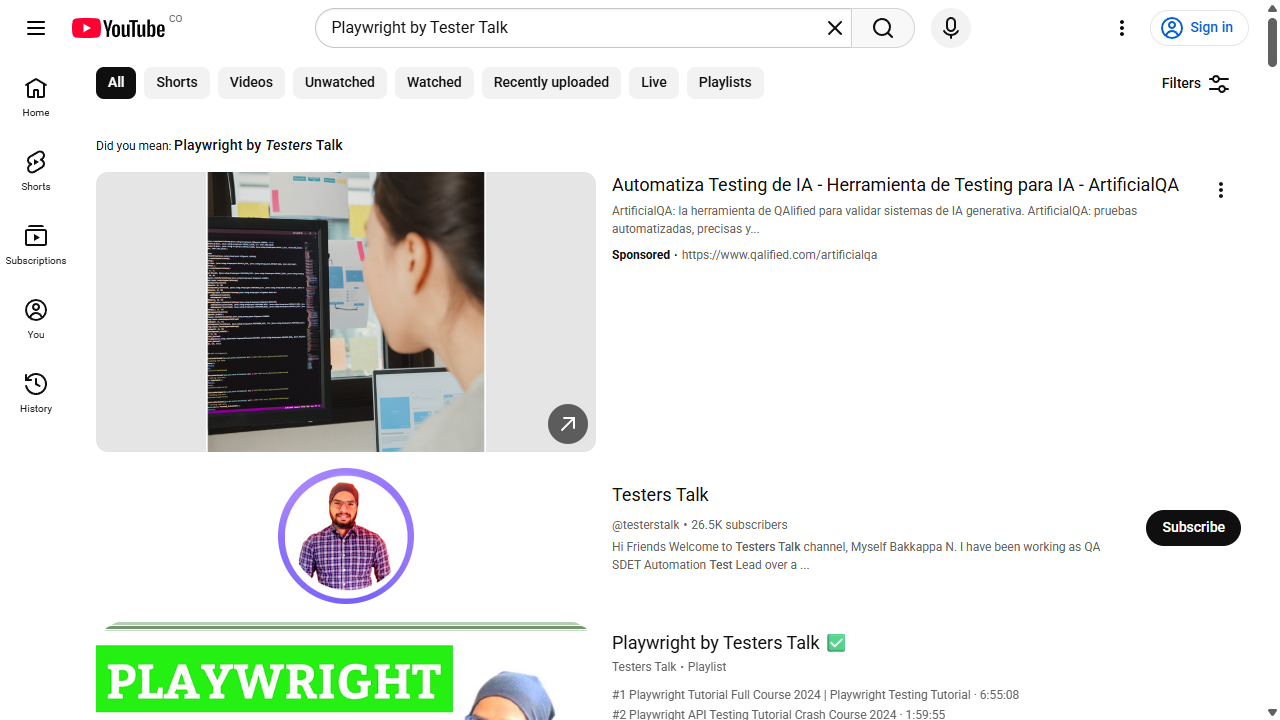 YouTube CO
Playwright by Tester Talk
Sign in
All
Shorts
Videos
Unwatched
Watched
Recently uploaded
Live
Playlists
Filters
Home
Shorts
Subscriptions
You
History
Did you mean: Playwright by Testers Talk
Automatiza Testing de IA - Herramienta de Testing para IA - ArtificialQA
ArtificialQA: la herramienta de QAlified para validar sistemas de IA generativa. ArtificialQA: pruebas
automatizadas, precisas y...
Sponsored · https://www.qalified.com/artificialqa
Testers Talk
@testerstalk • 26.5K subscribers
Hi Friends Welcome to Testers Talk channel, Myself Bakkappa N. I have been working as QA
SDET Automation Test Lead over a ...
Subscribe
PLAYWRIGHT
Playwright by Testers Talk ✅
Testers Talk • Playlist
#1 Playwright Tutorial Full Course 2024 | Playwright Testing Tutorial · 6:55:08
#2 Playwright API Testing Tutorial Crash Course 2024 · 1:59:55